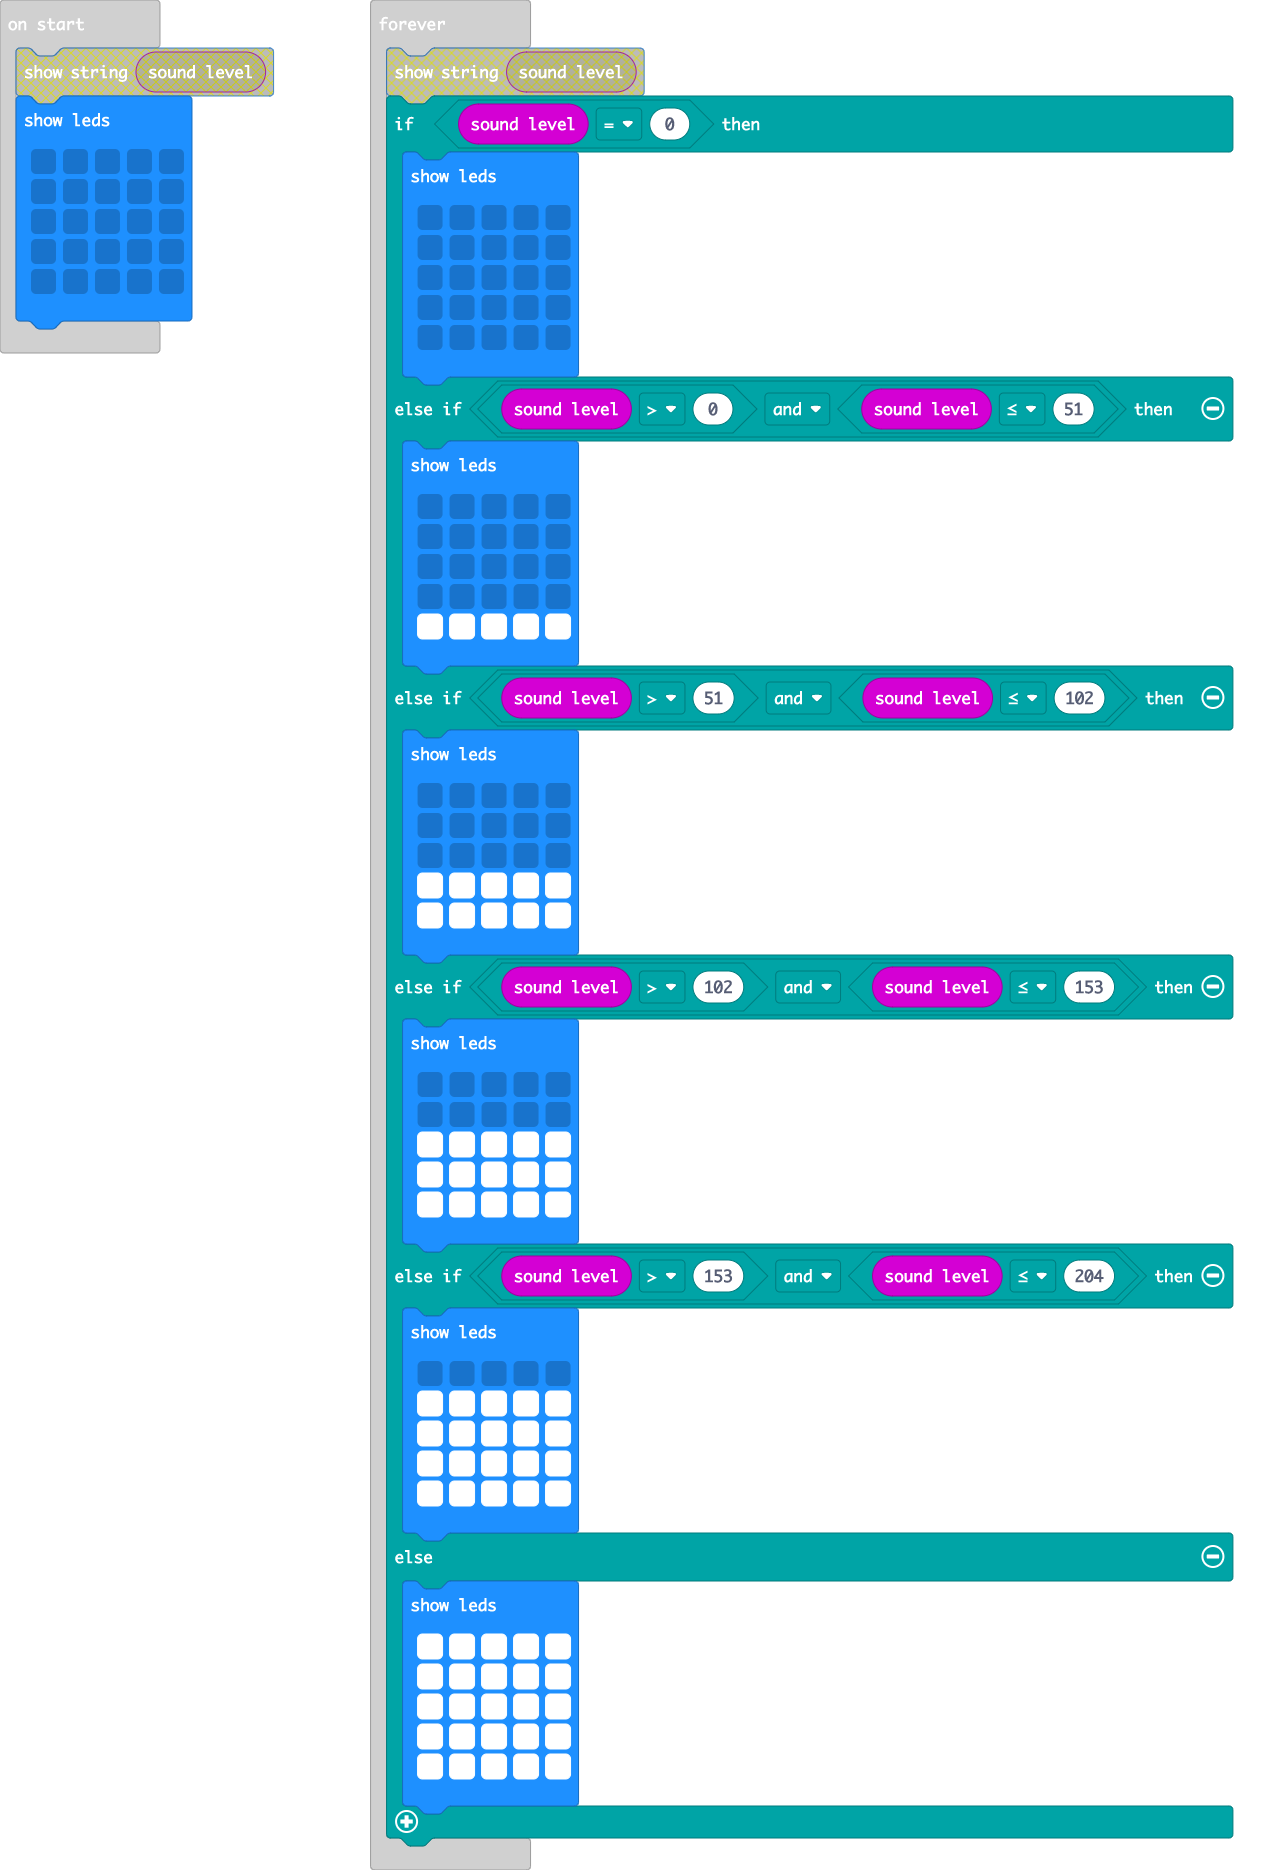 on start
show string sound level
show leds
forever
show string sound level
if sound level = 0 then
show leds
else if sound level > 0 and sound level ≤ 51 then
show leds
else if sound level > 51 and sound level ≤ 102 then
show leds
else if sound level > 102 and sound level ≤ 153 then
show leds
else if sound level > 153 and sound level ≤ 204 then
show leds
else
show leds